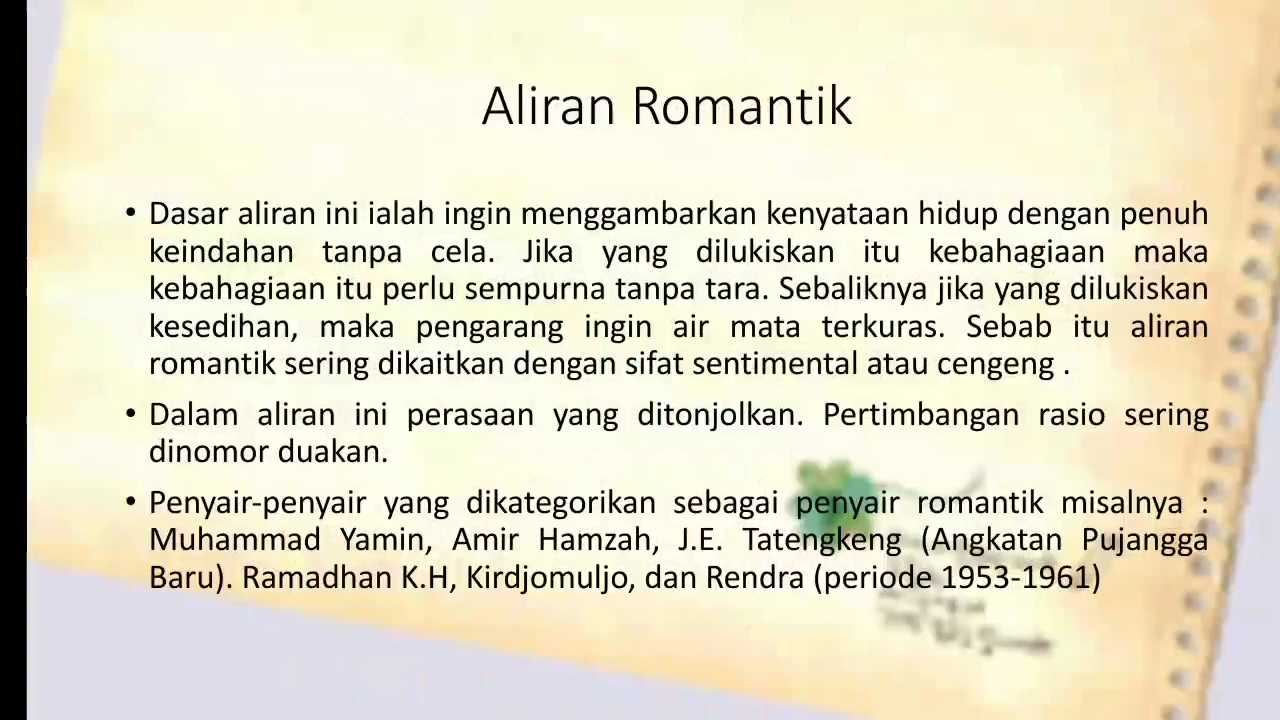 Aliran Romantik
• Dasar aliran ini ialah ingin menggambarkan kenyataan hidup dengan penuh
keindahan tanpa cela. Jika yang dilukiskan itu kebahagiaan maka
kebahagiaan itu perlu sempurna tanpa tara. Sebaliknya jika yang dilukiskan
kesedihan, maka pengarang ingin air mata terkuras. Sebab itu aliran
romantik sering dikaitkan dengan sifat sentimental atau cengeng .
• Dalam aliran ini perasaan yang ditonjolkan. Pertimbangan rasio sering
dinomor duakan.
• Penyair-penyair yang dikategorikan sebagai penyair romantik misalnya :
Muhammad Yamin, Amir Hamzah, J.E. Tatengkeng (Angkatan Pujangga
Baru). Ramadhan K.H, Kirdjomuljo, dan Rendra (periode 1953-1961)